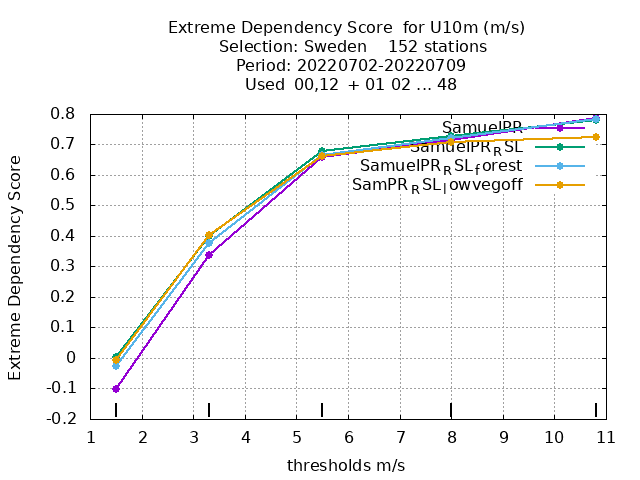 Extreme Dependency Score  for U10m (m/s)
Selection: Sweden    152 stations
Period: 20220702-20220709
Used  00,12  + 01 02 ... 48
Extreme Dependency Score
0.8
0.7
0.6
0.5
0.4
0.3
0.2
0.1
0
-0.1
-0.2
SamuelPR
SamuelPR_RSL
SamuelPR_RSL_forest
SamPR_RSL_lowvegoff
1 2 3 4 5 6 7 8 9 10 11
thresholds m/s